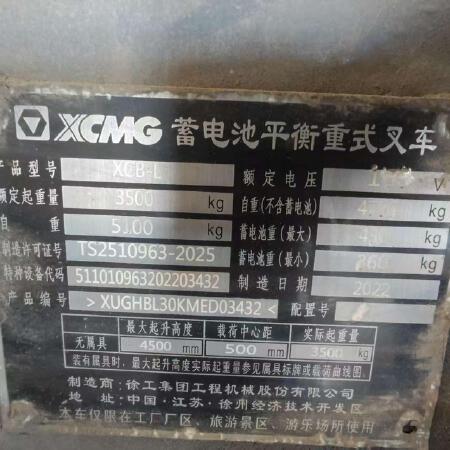 XCMG 蓄电池平衡重式叉车
产品型号 XCB-L 额定电压 V
额定起重量 3500 kg 自重(不含蓄电池) kg
自重 5100 kg 蓄电池重(最大) kg
制造许可证号 TS2510963-2025 蓄电池重(最小) kg
特种设备代码 511010963202203432 制造日期 2022
产品编号 >XUGHBL30KMED03432< 配置号
最大起升高度 载荷中心距 实际起重量
无属具 4500 mm 500 mm 3500 kg
装有属具时,最大起升高度实际起重量参见属具标牌或载荷曲线图。
制造商:徐工集团工程机械股份有限公司
地址:中国·江苏·徐州经济技术开发区
本车仅限在工厂厂区、旅游景区、游乐场所使用